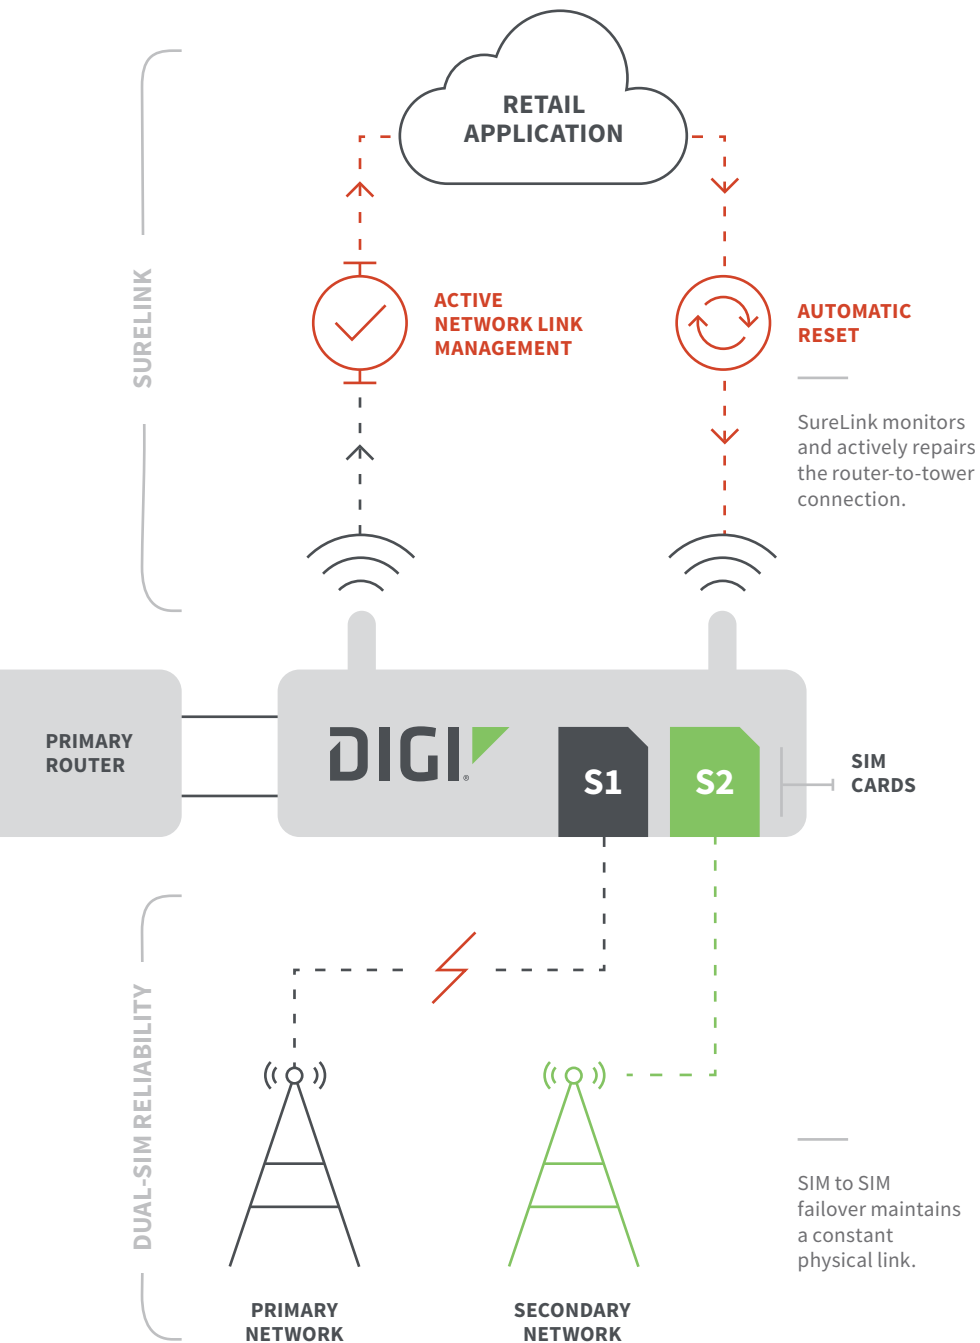 RETAIL
APPLICATION
SURELINK
ACTIVE
NETWORK LINK
MANAGEMENT
AUTOMATIC
RESET
SureLink monitors
and actively repairs
the router-to-tower
connection.
PRIMARY
ROUTER
DIGI®
S1
S2
SIM
CARDS
DUAL-SIM RELIABILITY
SIM to SIM
failover maintains
a constant
physical link.
PRIMARY
NETWORK
SECONDARY
NETWORK